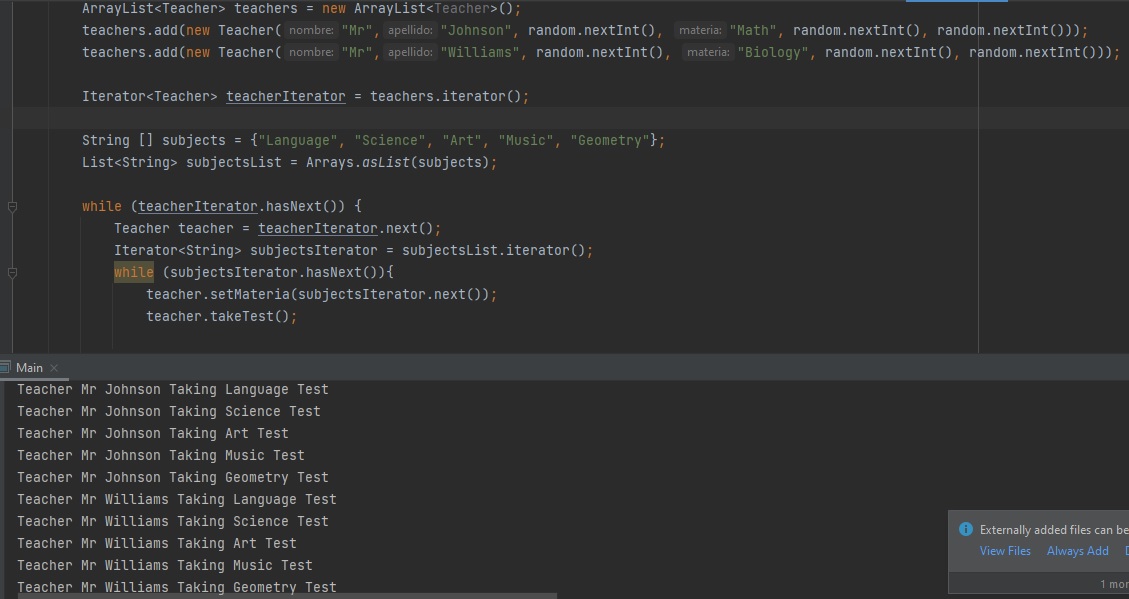 ArrayList<Teacher> teachers = new ArrayList<Teacher>();
teachers.add(new Teacher( nombre: "Mr", apellido: "Johnson", random.nextInt(), materia: "Math", random.nextInt(), random.nextInt()));
teachers.add(new Teacher( nombre: "Mr", apellido: "Williams", random.nextInt(), materia: "Biology", random.nextInt(), random.nextInt()));
Iterator<Teacher> teacherIterator = teachers.iterator();
String [] subjects = {"Language", "Science", "Art", "Music", "Geometry"};
List<String> subjectsList = Arrays.asList(subjects);
while (teacherIterator.hasNext()) {
Teacher teacher = teacherIterator.next();
Iterator<String> subjectsIterator = subjectsList.iterator();
while (subjectsIterator.hasNext()){
teacher.setMateria(subjectsIterator.next());
teacher.takeTest();
Main
Teacher Mr Johnson Taking Language Test
Teacher Mr Johnson Taking Science Test
Teacher Mr Johnson Taking Art Test
Teacher Mr Johnson Taking Music Test
Teacher Mr Johnson Taking Geometry Test
Teacher Mr Williams Taking Language Test
Teacher Mr Williams Taking Science Test
Teacher Mr Williams Taking Art Test
Teacher Mr Williams Taking Music Test
Teacher Mr Williams Taking Geometry Test
Externally added files can be
View Files Always Add
1 mor